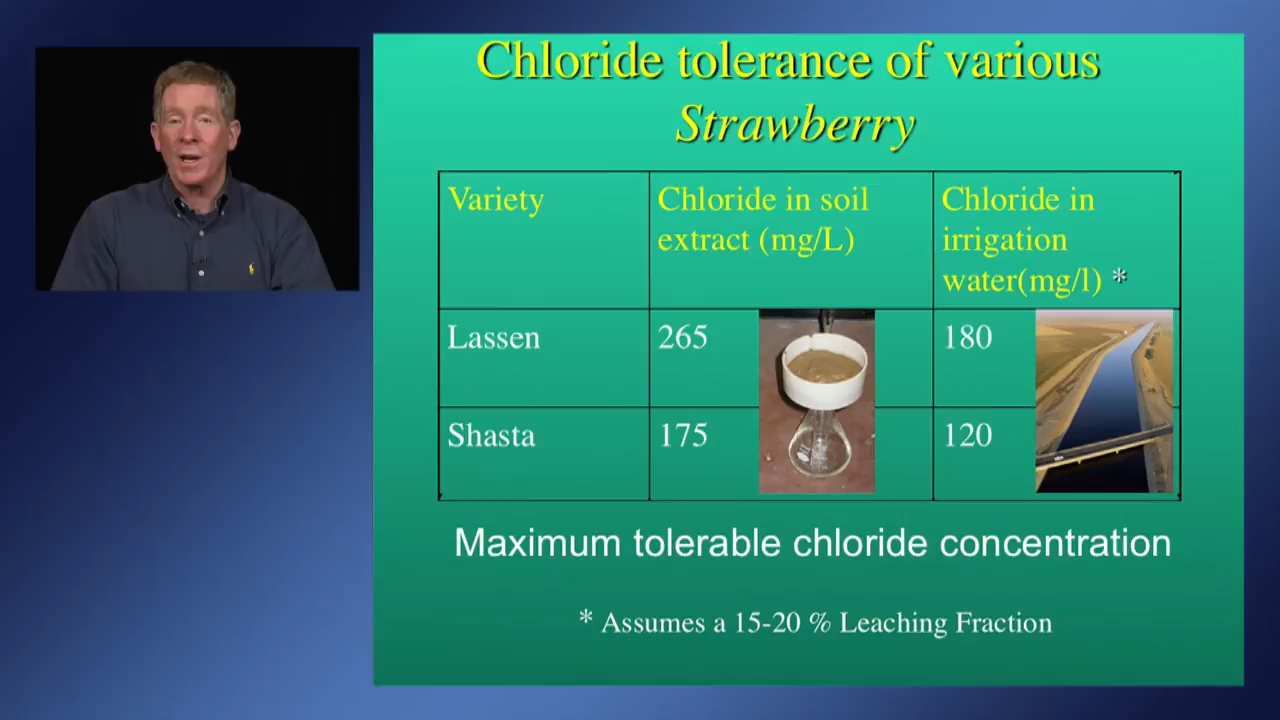 Chloride tolerance of various
Strawberry
Variety
Chloride in soil
extract (mg/L)
Chloride in
irrigation
water(mg/l) *
Lassen
265
180
Shasta
175
120
Maximum tolerable chloride concentration
* Assumes a 15-20 % Leaching Fraction